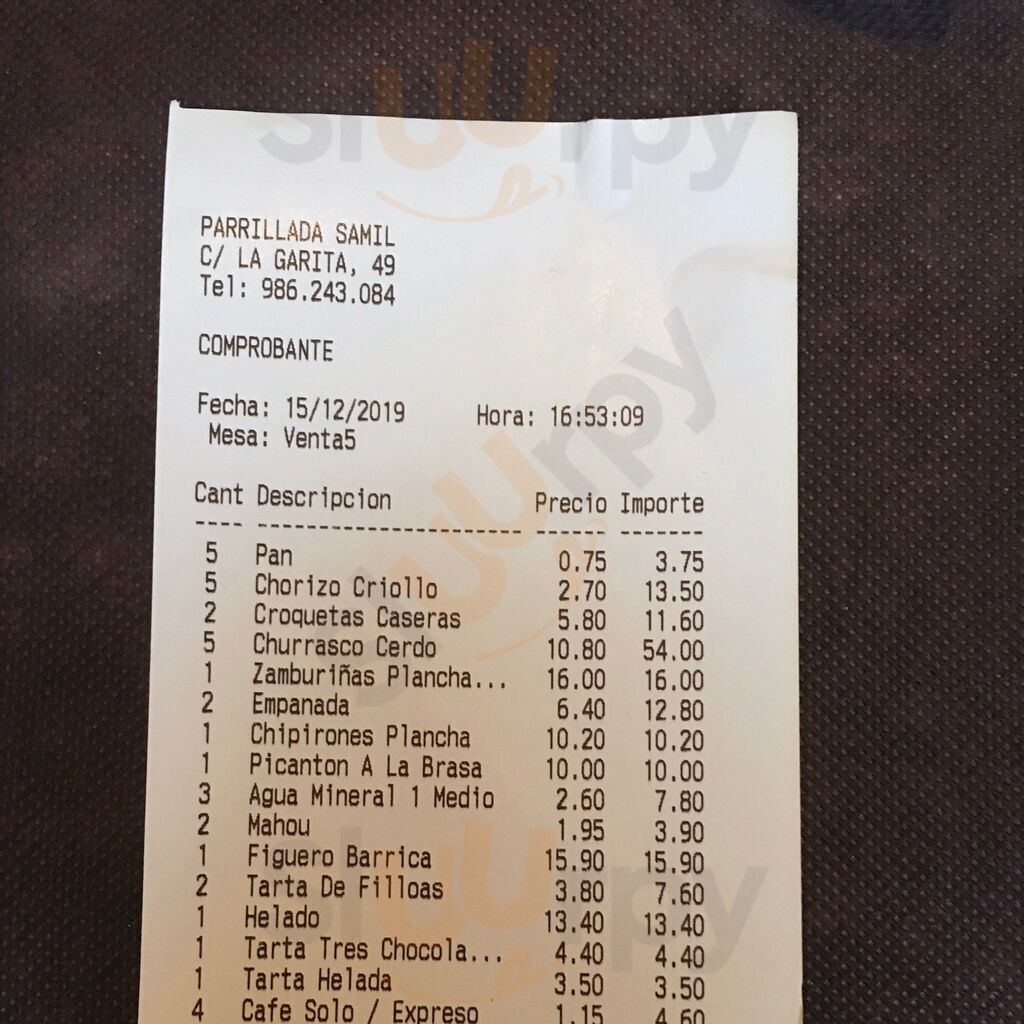 sluurpy
PARRILLADA SAMIL
C/ LA GARITA, 49
Tel: 986.243.084
COMPROBANTE
Fecha: 15/12/2019 Hora: 16:53:09
Mesa: Venta5
sluurpy
Cant Descripcion Precio Importe
---- ---------------------- ------ -------
5 Pan 0.75 3.75
5 Chorizo Criollo 2.70 13.50
2 Croquetas Caseras 5.80 11.60
5 Churrasco Cerdo 10.80 54.00
1 Zamburiñas Plancha... 16.00 16.00
2 Empanada 6.40 12.80
1 Chipirones Plancha 10.20 10.20
1 Picanton A La Brasa 10.00 10.00
3 Agua Mineral 1 Medio 2.60 7.80
2 Mahou 1.95 3.90
1 Figuero Barrica 15.90 15.90
2 Tarta De Filloas 3.80 7.60
sluurpy
1 Helado 13.40 13.40
1 Tarta Tres Chocola... 4.40 4.40
1 Tarta Helada 3.50 3.50
4 Cafe Solo / Expreso 1.15 4.60